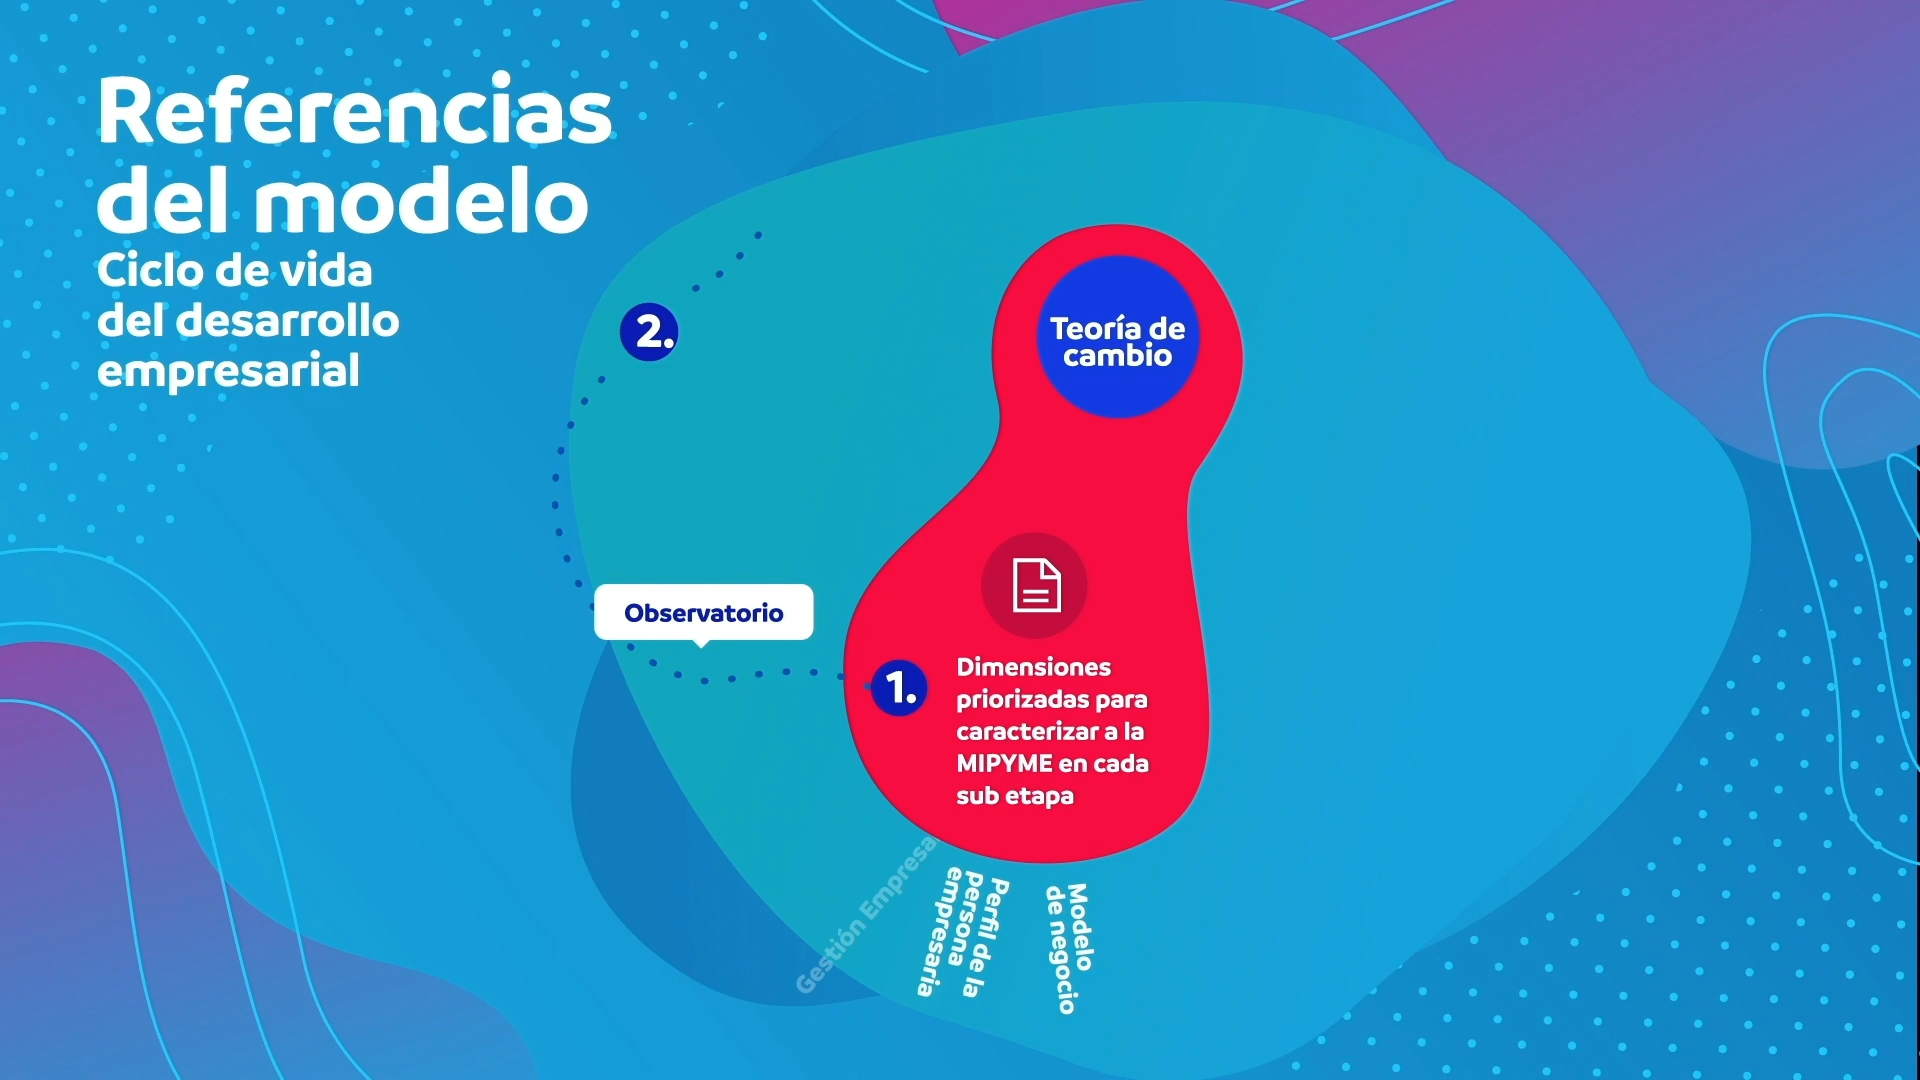 Referencias
del modelo
Ciclo de vida
del desarrollo
empresarial
2.
Teoría de
cambio
Observatorio
1.
Dimensiones
priorizadas para
caracterizar a la
MIPYME en cada
sub etapa
Gestión Empresa
Perfil de la
persona
empresaria
Modelo
de negocio